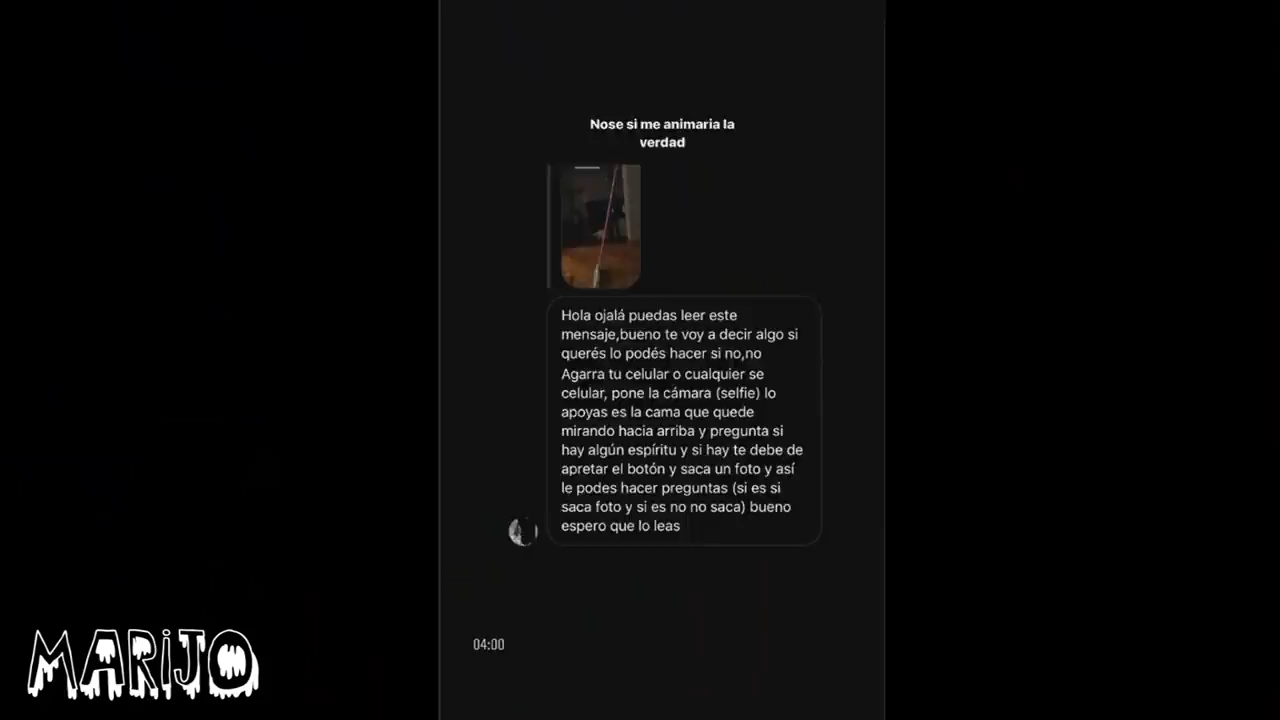 Nose si me animaria la
verdad
Hola ojalá puedas leer este
mensaje,bueno te voy a decir algo si
querés lo podés hacer si no,no
Agarra tu celular o cualquier se
celular, pone la cámara (selfie) lo
apoyas es la cama que quede
mirando hacia arriba y pregunta si
hay algún espíritu y si hay te debe de
apretar el botón y saca un foto y así
le podes hacer preguntas (si es si
saca foto y si es no no saca) bueno
espero que lo leas
04:00
MARiJO